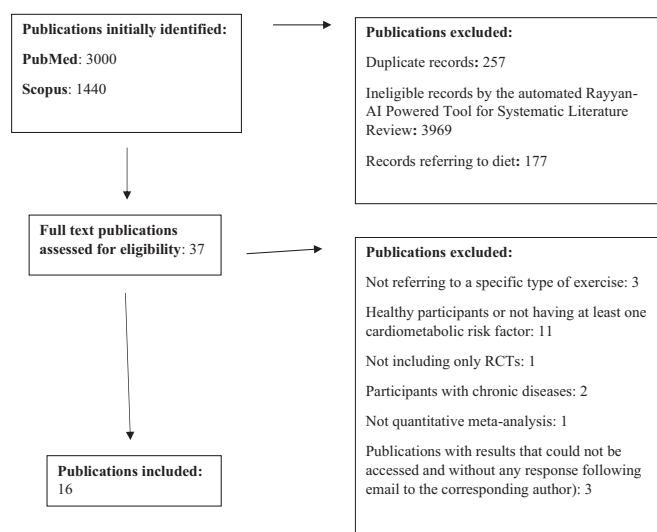 Publications initially identified:
PubMed: 3000
Scopus: 1440
Publications excluded:
Duplicate records: 257
Ineligible records by the automated Rayyan-
AI Powered Tool for Systematic Literature
Review: 3969
Records referring to diet: 177
Full text publications
assessed for eligibility: 37
Publications excluded:
Not referring to a specific type of exercise: 3
Healthy participants or not having at least one
cardiometabolic risk factor: 11
Not including only RCTs: 1
Participants with chronic diseases: 2
Not quantitative meta-analysis: 1
Publications with results that could not be
accessed and without any response following
email to the corresponding author): 3
Publications included:
16